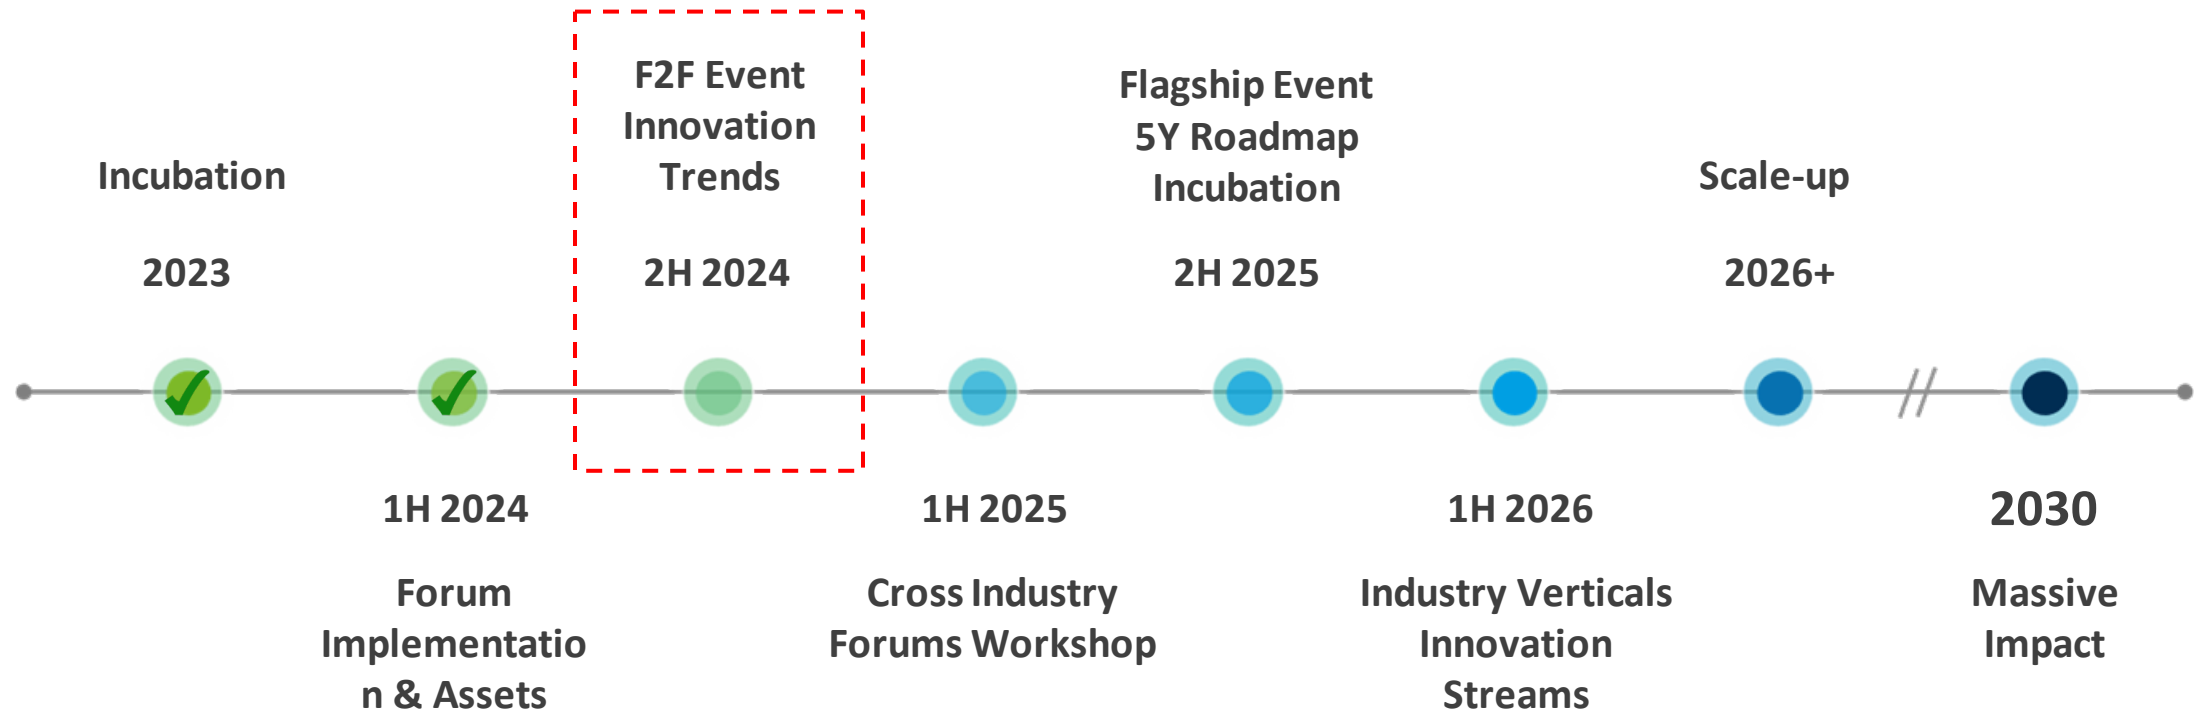 Incubation
2023
1H 2024
Forum
Implementatio
n & Assets
F2F Event
Innovation
Trends
2H 2024
1H 2025
Cross Industry
Forums Workshop
Flagship Event
5Y Roadmap
Incubation
2H 2025
1H 2026
Industry Verticals
Innovation
Streams
Scale-up
2026+
2030
Massive
Impact